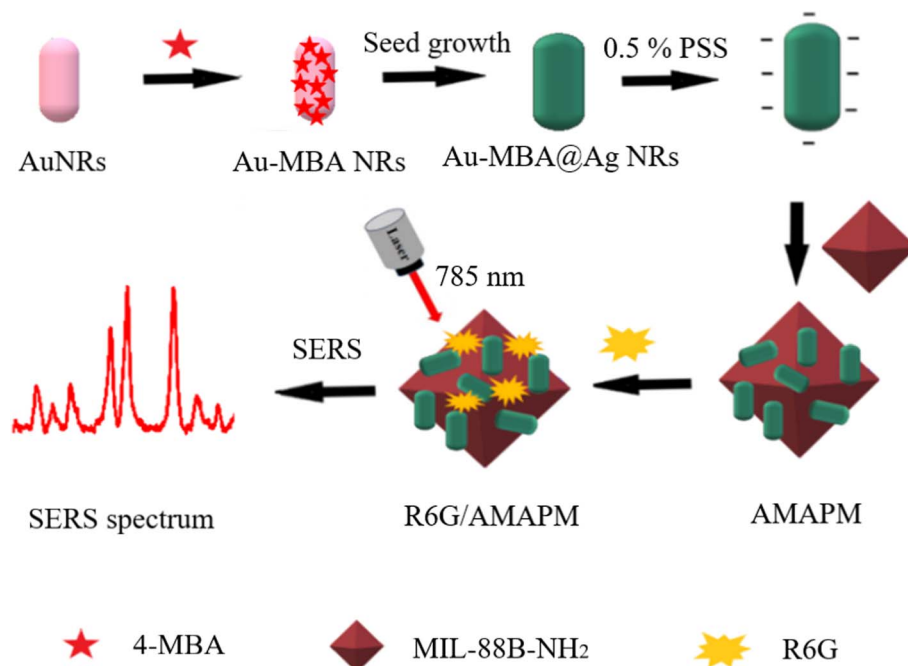 Seed growth
0.5 % PSS
AuNRs
Au-MBA NRs
Au-MBA@Ag NRs
Laser
785 nm
SERS
SERS spectrum
R6G/AMAPM
AMAPM
4-MBA
MIL-88B-NH₂
R6G